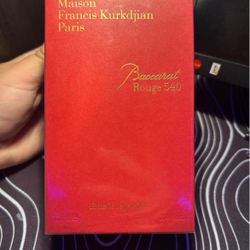 Maison
Francis Kurkdjian
Paris
Baccarat
Rouge 540